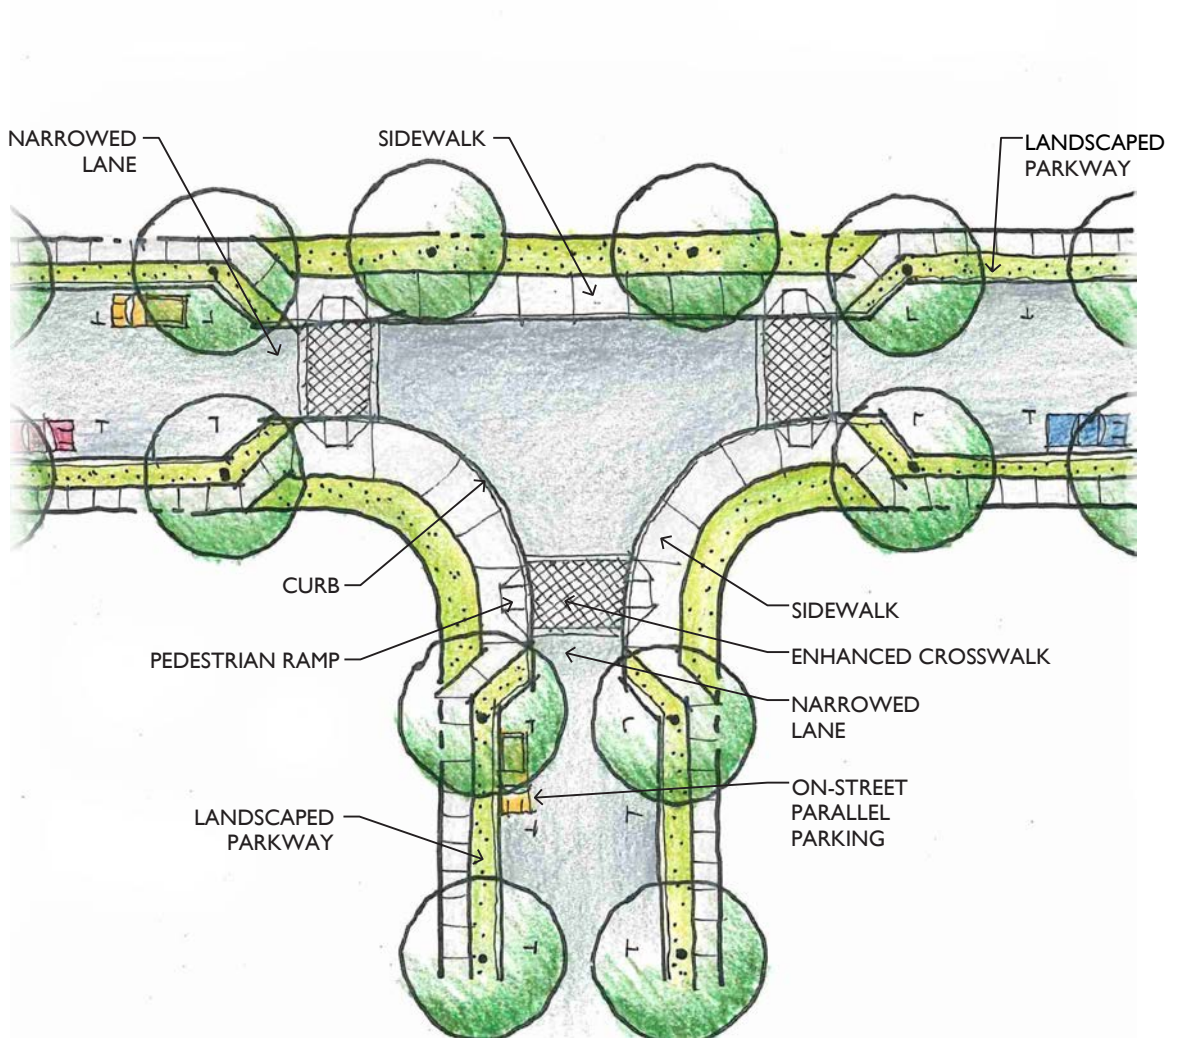 NARROWED
LANE
SIDEWALK
LANDSCAPED
PARKWAY
CURB
PEDESTRIAN RAMP
SIDEWALK
ENHANCED CROSSWALK
NARROWED
LANE
ON-STREET
PARALLEL
PARKING
LANDSCAPED
PARKWAY